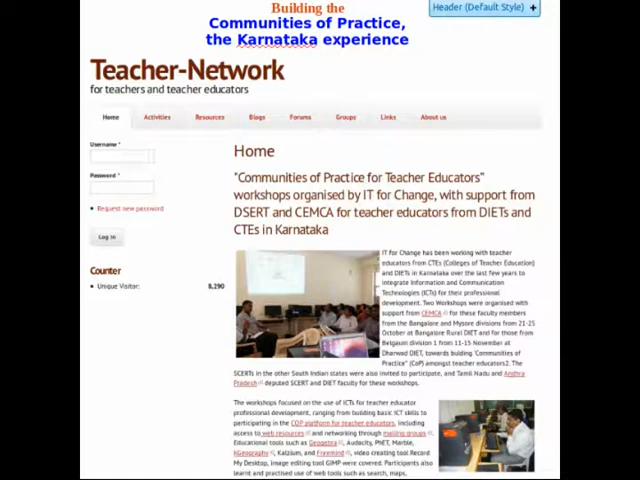 Building the
Header (Default Style) +
Communities of Practice,
the Karnataka experience
Teacher-Network
for teachers and teacher educators
Home Activities Resources Blogs Forums Groups Links About us
Username *
Password *
Request new password
Log in
Counter
Unique Visitor: 8,290
Home
"Communities of Practice for Teacher Educators"
workshops organised by IT for Change, with support from
DSERT and CEMCA for teacher educators from DIETs and
CTEs in Karnataka
IT for Change has been working with teacher
educators from CTEs (Colleges of Teacher Education)
and DIETs in Karnataka over the last few years to
integrate Information and Communication
Technologies (ICTs) for their professional
development. Two Workshops were organised with
support from CEMCA for these faculty members
from the Bangalore and Mysore divisions from 21-25
October at Bangalore Rural DIET and for those from
Belgaum division 1 from 11-15 November at
Dharwad DIET, towards building 'Communities of
Practice" (CoP) amongst teacher educators2. The
SCERTs in the other South Indian states were also invited to participate, and Tamil Nadu and Andhra
Pradesh deputed SCERT and DIET faculty for these workshops.
The workshops focused on the use of ICTs for teacher educator
professional development, ranging from building basic ICT skills to
participating in the COP platform for teacher educators, including
access to web resources and networking through mailing groups.
Educational tools such as Geogebra, Audacity, PhET, Marble,
KGeography, Kalzium, and Freemind, video creating tool Record
My Desktop, image editing tool GIMP were covered. Participants also
learnt and practised use of web tools such as search, maps,